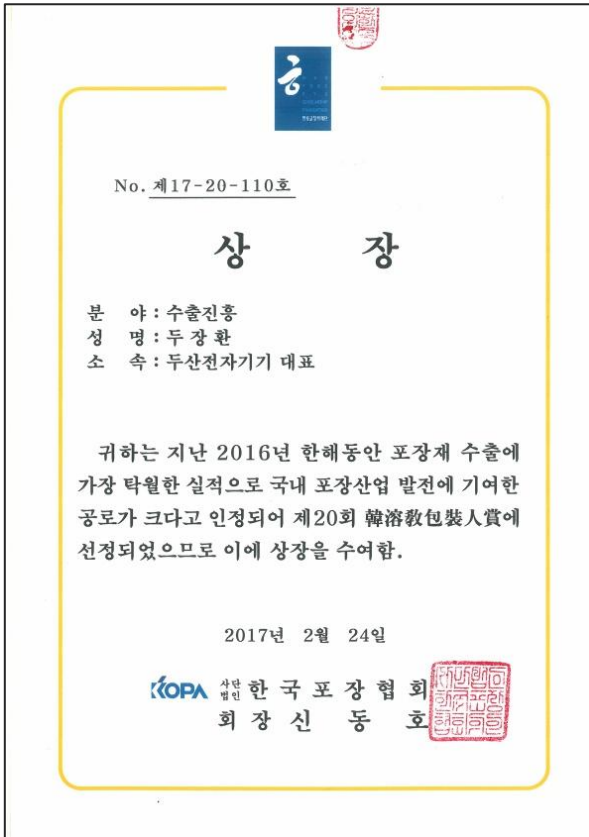 No. 제17-20-110호
상 장
분 야 : 수출진흥
성 명 : 두 장 환
소 속 : 두산전자기기 대표
귀하는 지난 2016년 한해동안 포장재 수출에
가장 탁월한 실적으로 국내 포장산업 발전에 기여한
공로가 크다고 인정되어 제20회 韓溶敎包裝人賞에
선정되었으므로 이에 상장을 수여함.
2017년 2월 24일
KOPA 사단법인 한국포장협회
회장 신 동 호